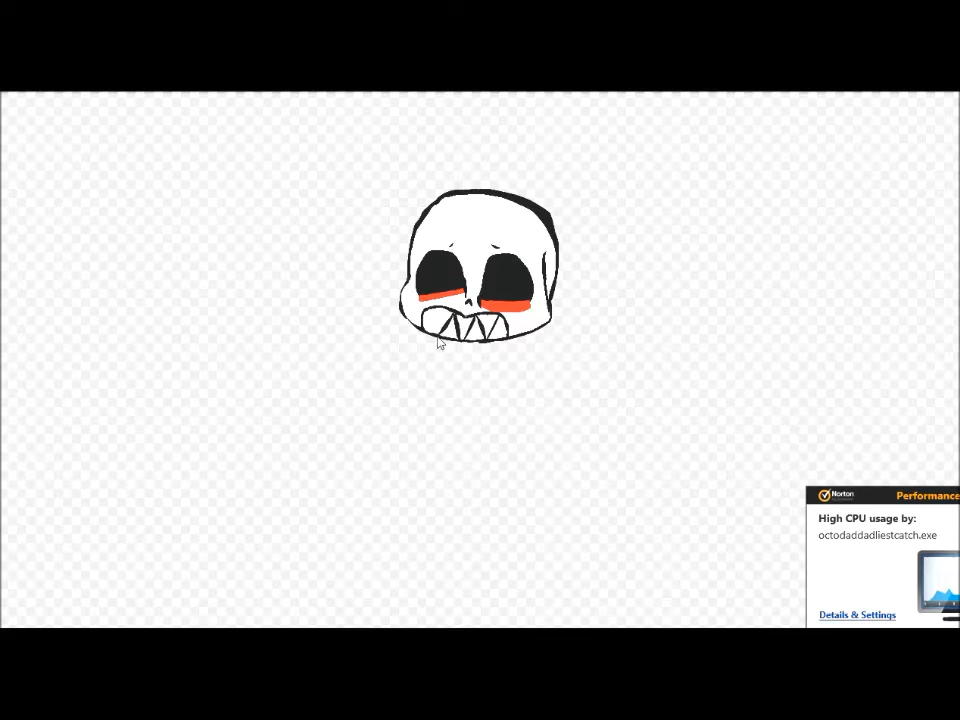 Norton
Performance
High CPU usage by:
octodaddadliestcatch.exe
Details & Settings